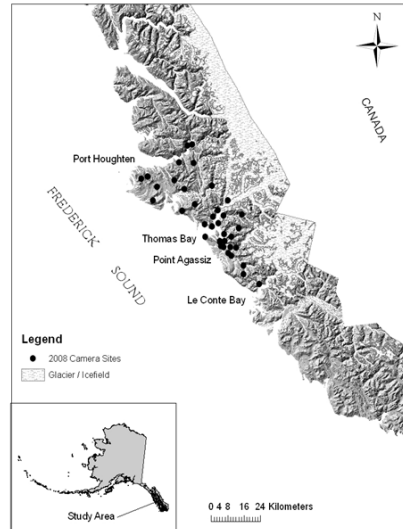 N
CANADA
Port Houghten
FREDERICK
SOUND
Thomas Bay
Point Agassiz
Le Conte Bay
Legend
2008 Camera Sites
Glacier / Icefield
Study Area
0 4 8 16 24 Kilometers